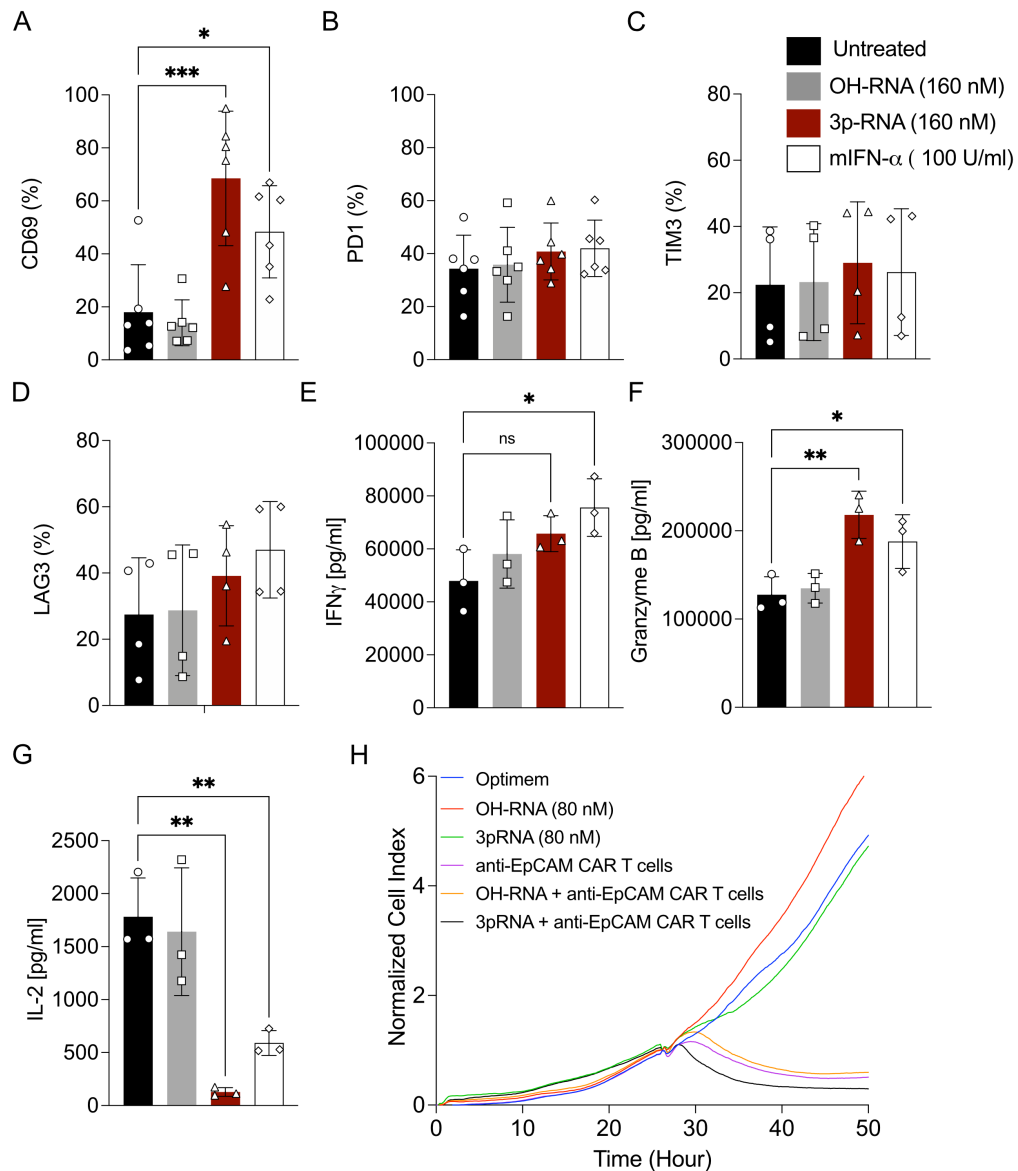 A
B
C
Untreated
OH-RNA (160 nM)
3p-RNA (160 nM)
mIFN-α ( 100 U/ml)
*
***
CD69 (%)
100
80
60
40
20
0
PD1 (%)
100
80
60
40
20
0
TIM3 (%)
80
60
40
20
0
D
E
F
LAG3 (%)
80
60
40
20
0
*
ns
IFNγ [pg/ml]
100000
80000
60000
40000
20000
0
*
**
Granzyme B [pg/ml]
300000
200000
100000
0
G
H
**
**
IL-2 [pg/ml]
2500
2000
1500
1000
500
0
Normalized Cell Index
6
4
2
0
Optimem
OH-RNA (80 nM)
3pRNA (80 nM)
anti-EpCAM CAR T cells
OH-RNA + anti-EpCAM CAR T cells
3pRNA + anti-EpCAM CAR T cells
0 10 20 30 40 50
Time (Hour)